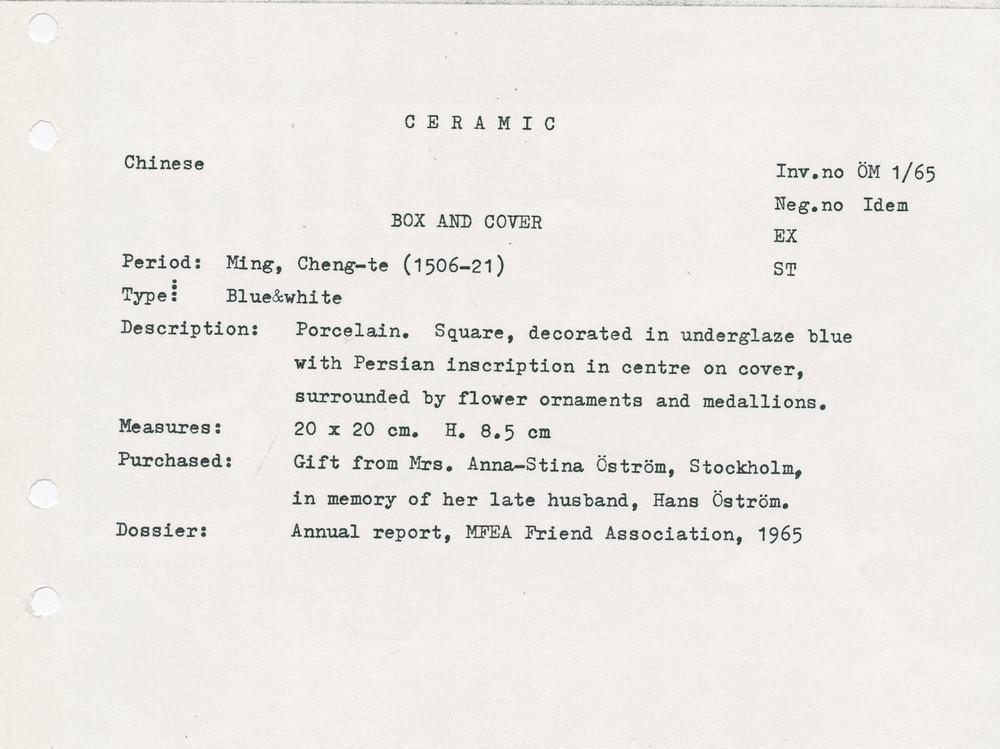 C E R A M I C
Chinese
Inv.no ÖM 1/65
Neg.no Idem
BOX AND COVER
EX
Period: Ming, Cheng-te (1506-21)
ST
Type: Blue&white
Description: Porcelain. Square, decorated in underglaze blue
with Persian inscription in centre on cover,
surrounded by flower ornaments and medallions.
Measures: 20 x 20 cm. H. 8.5 cm
Purchased: Gift from Mrs. Anna-Stina Öström, Stockholm,
in memory of her late husband, Hans Öström.
Dossier: Annual report, MFEA Friend Association, 1965